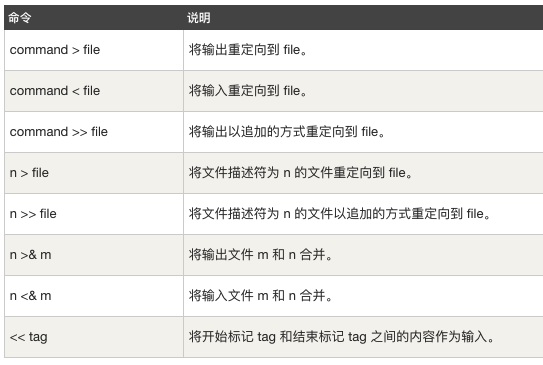 命令 说明
command > file 将输出重定向到 file。
command < file 将输入重定向到 file。
command >> file 将输出以追加的方式重定向到 file。
n > file 将文件描述符为 n 的文件重定向到 file。
n >> file 将文件描述符为 n 的文件以追加的方式重定向到 file。
n >& m 将输出文件 m 和 n 合并。
n <& m 将输入文件 m 和 n 合并。
<< tag 将开始标记 tag 和结束标记 tag 之间的内容作为输入。